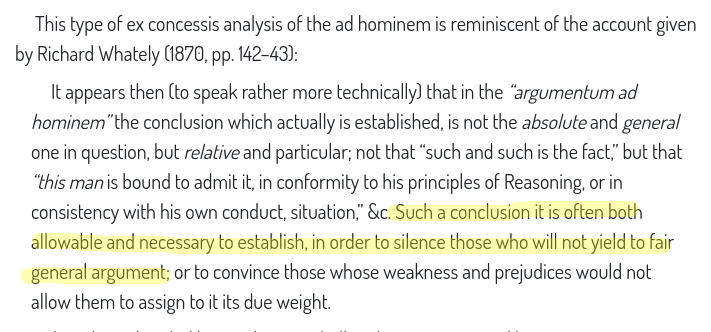 This type of ex concessis analysis of the ad hominem is reminiscent of the account given
by Richard Whately (1870, pp. 142–43):
It appears then (to speak rather more technically) that in the "argumentum ad
hominem" the conclusion which actually is established, is not the absolute and general
one in question, but relative and particular; not that "such and such is the fact," but that
"this man is bound to admit it, in conformity to his principles of Reasoning, or in
consistency with his own conduct, situation," &c. Such a conclusion it is often both
allowable and necessary to establish, in order to silence those who will not yield to fair
general argument; or to convince those whose weakness and prejudices would not
allow them to assign to it its due weight.